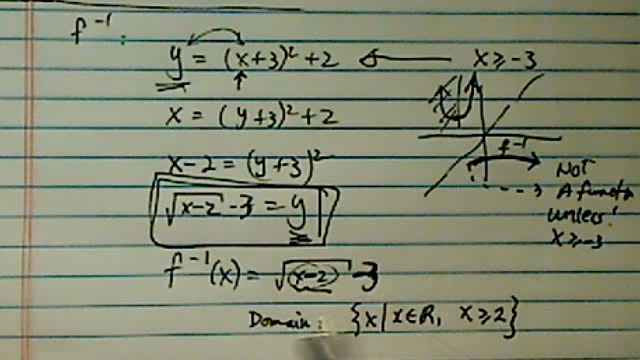 f⁻¹:
y = (x+3)² + 2
x ≥ -3
x = (y+3)² + 2
x-2 = (y+3)²
√(x-2) - 3 = y
f⁻¹
-3
NOT
A function
unless
x ≥ -3
f⁻¹(x) = √(x-2) - 3
Domain: {x | x∈R, x ≥ 2}